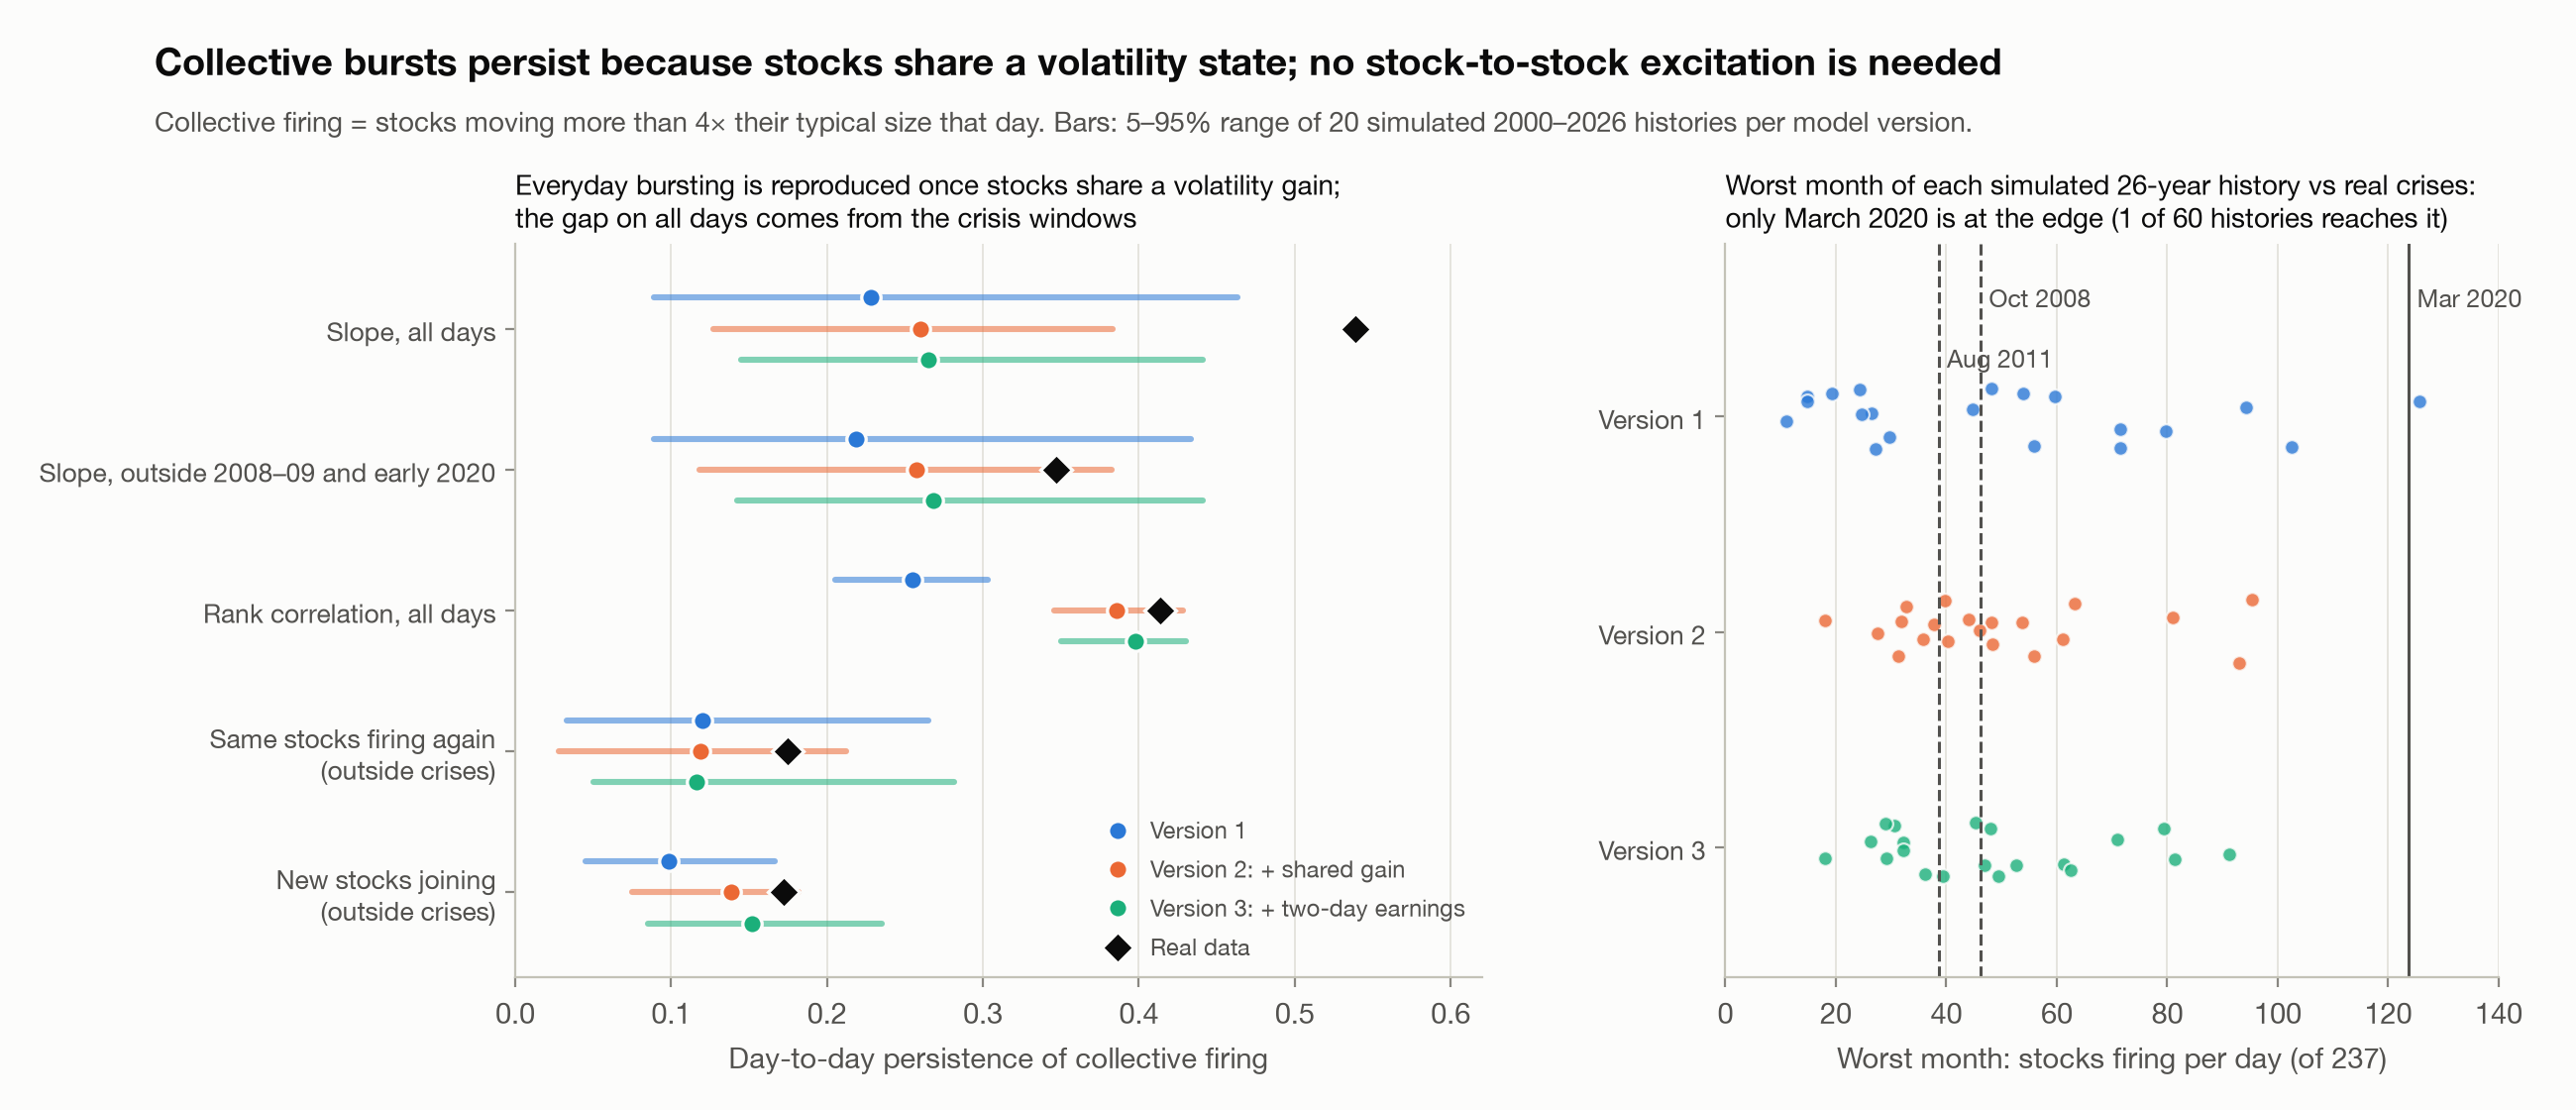 Collective bursts persist because stocks share a volatility state; no stock-to-stock excitation is needed
Collective firing = stocks moving more than 4× their typical size that day. Bars: 5–95% range of 20 simulated 2000–2026 histories per model version.
Everyday bursting is reproduced once stocks share a volatility gain;
the gap on all days comes from the crisis windows
Slope, all days
Slope, outside 2008–09 and early 2020
Rank correlation, all days
Same stocks firing again
(outside crises)
New stocks joining
(outside crises)
Version 1
Version 2: + shared gain
Version 3: + two-day earnings
Real data
0.0 0.1 0.2 0.3 0.4 0.5 0.6
Day-to-day persistence of collective firing
Worst month of each simulated 26-year history vs real crises:
only March 2020 is at the edge (1 of 60 histories reaches it)
Oct 2008
Mar 2020
Aug 2011
Version 1
Version 2
Version 3
0 20 40 60 80 100 120 140
Worst month: stocks firing per day (of 237)